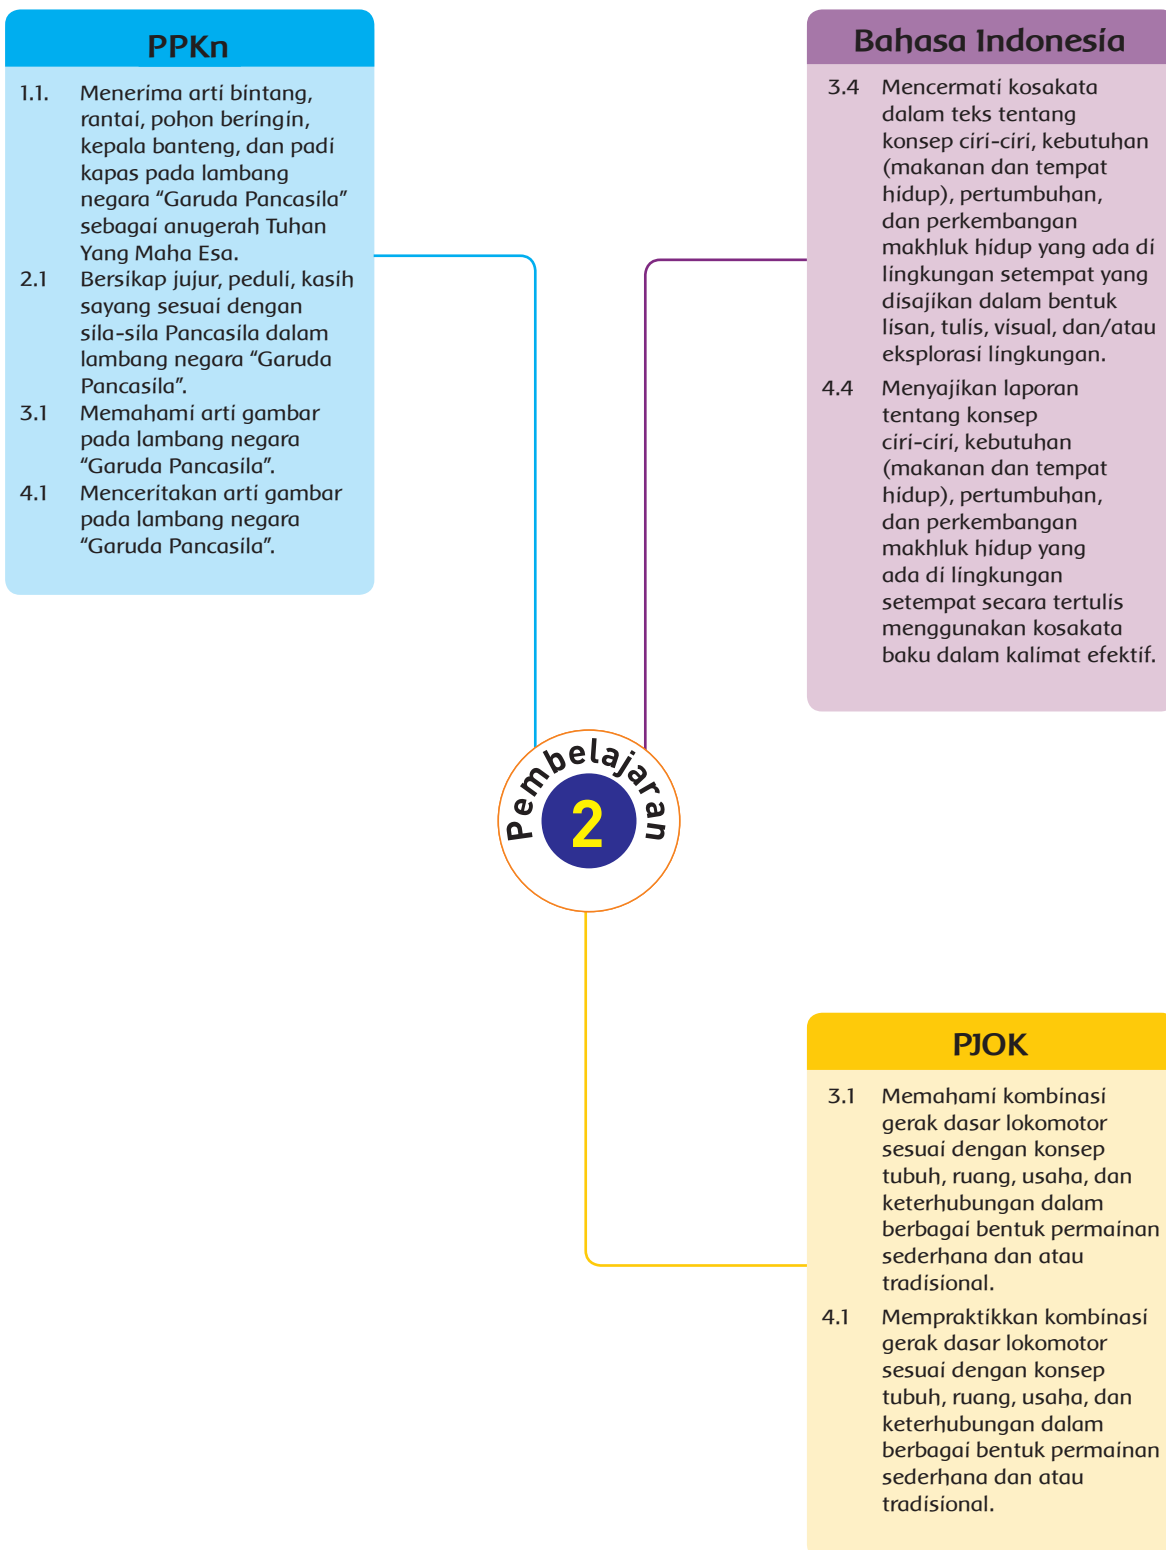 PPKn
1.1. Menerima arti bintang,
rantai, pohon beringin,
kepala banteng, dan padi
kapas pada lambang
negara “Garuda Pancasila”
sebagai anugerah Tuhan
Yang Maha Esa.
2.1 Bersikap jujur, peduli, kasih
sayang sesuai dengan
sila-sila Pancasila dalam
lambang negara “Garuda
Pancasila”.
3.1 Memahami arti gambar
pada lambang negara
“Garuda Pancasila”.
4.1 Menceritakan arti gambar
pada lambang negara
“Garuda Pancasila”.
Bahasa Indonesia
3.4 Mencermati kosakata
dalam teks tentang
konsep ciri-ciri, kebutuhan
(makanan dan tempat
hidup), pertumbuhan,
dan perkembangan
makhluk hidup yang ada di
lingkungan setempat yang
disajikan dalam bentuk
lisan, tulis, visual, dan/atau
eksplorasi lingkungan.
4.4 Menyajikan laporan
tentang konsep
ciri-ciri, kebutuhan
(makanan dan tempat
hidup), pertumbuhan,
dan perkembangan
makhluk hidup yang
ada di lingkungan
setempat secara tertulis
menggunakan kosakata
baku dalam kalimat efektif.
Pembelajaran
2
PJOK
3.1 Memahami kombinasi
gerak dasar lokomotor
sesuai dengan konsep
tubuh, ruang, usaha, dan
keterhubungan dalam
berbagai bentuk permainan
sederhana dan atau
tradisional.
4.1 Mempraktikkan kombinasi
gerak dasar lokomotor
sesuai dengan konsep
tubuh, ruang, usaha, dan
keterhubungan dalam
berbagai bentuk permainan
sederhana dan atau
tradisional.